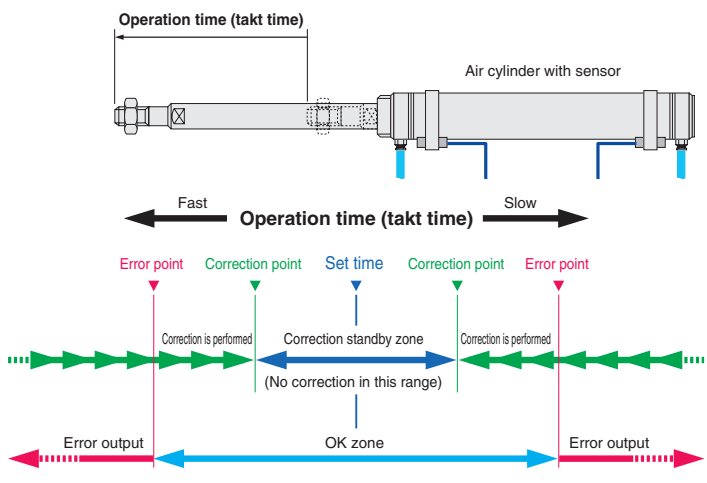 Operation time (takt time)
Air cylinder with sensor
Fast
Slow
Operation time (takt time)
Error point
Correction point
Set time
Correction point
Error point
Correction is performed
Correction standby zone
Correction is performed
(No correction in this range)
Error output
OK zone
Error output